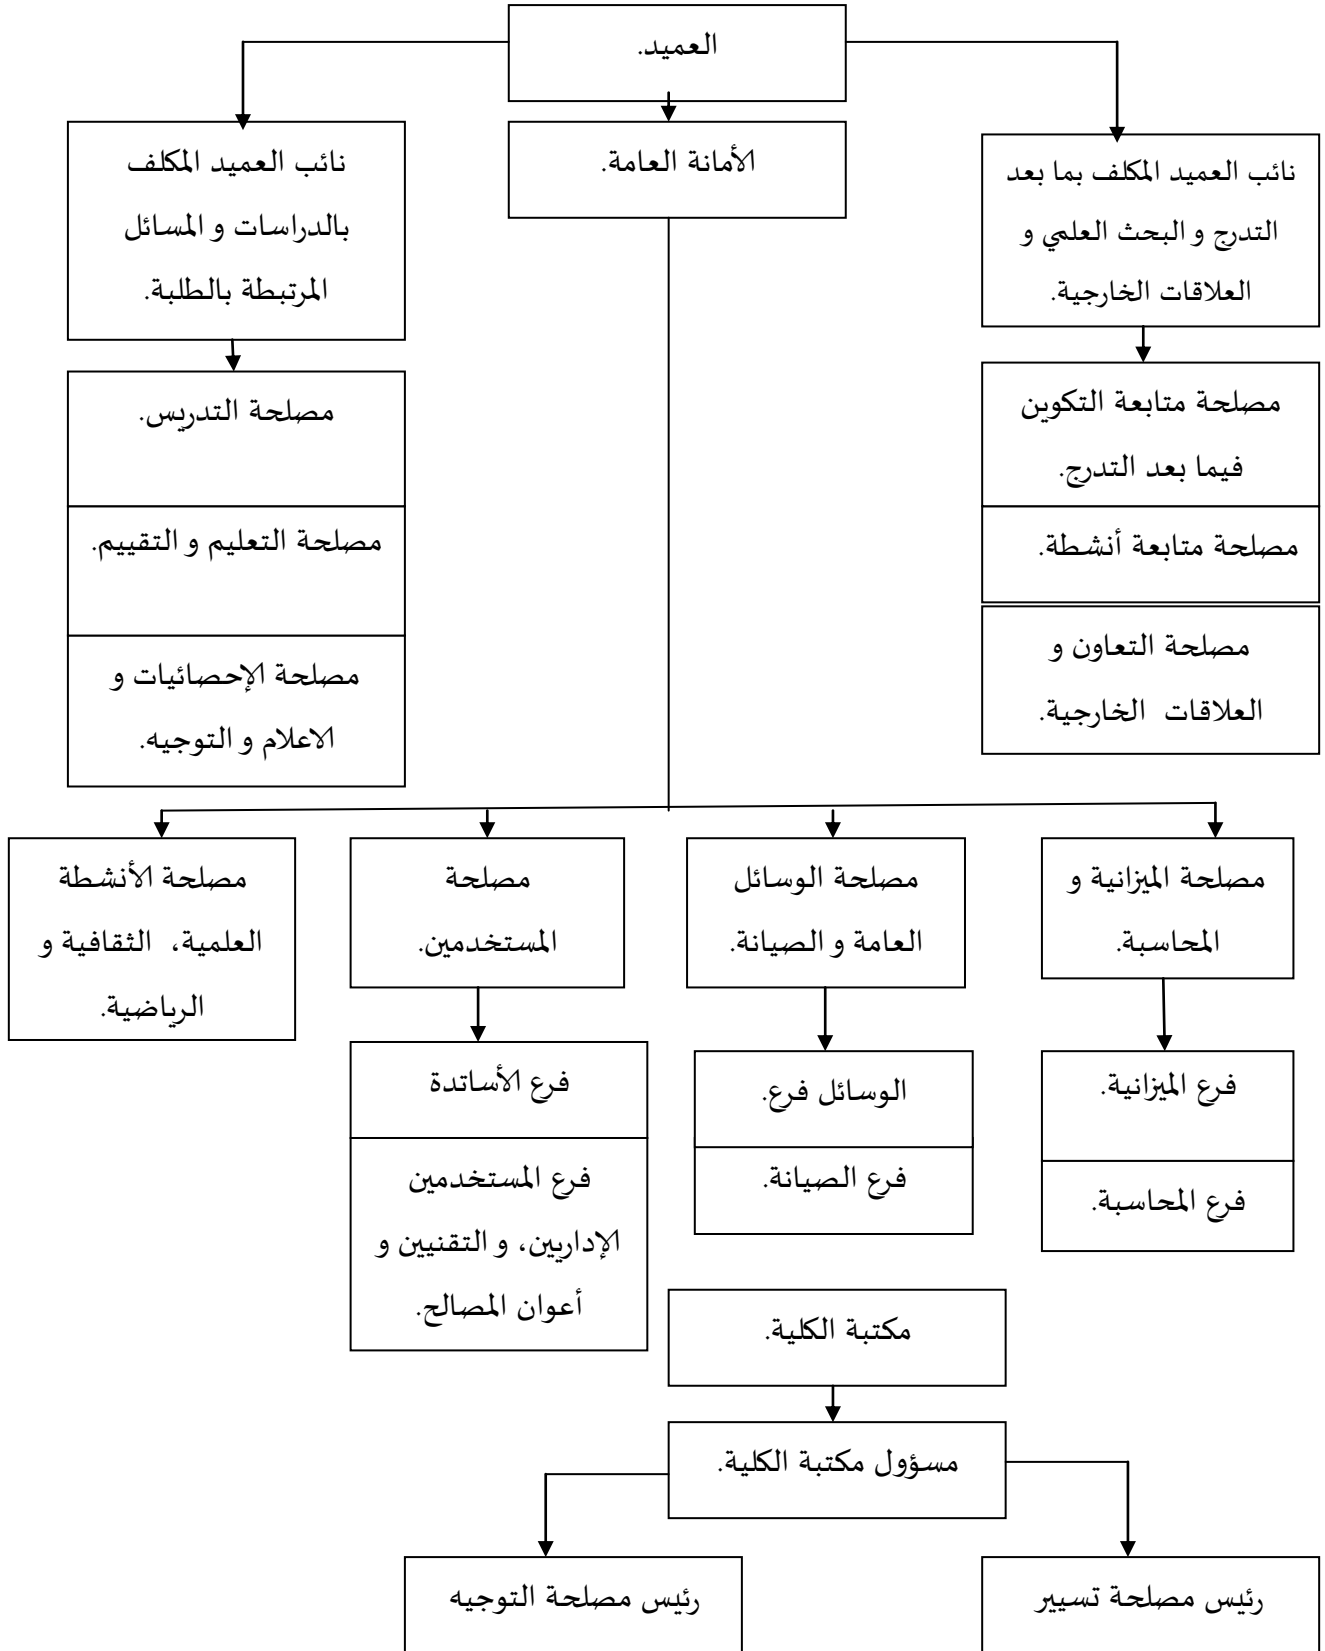 العميد.
الأمانة العامة.
نائب العميد المكلف بما بعد
التدرج و البحث العلمي و
العلاقات الخارجية.
نائب العميد المكلف
بالدراسات و المسائل
المرتبطة بالطلبة.
مصلحة متابعة التكوين
فيما بعد التدرج.
مصلحة متابعة أنشطة.
مصلحة التعاون و
العلاقات الخارجية.
مصلحة التدريس.
مصلحة التعليم و التقييم.
مصلحة الإحصائيات و
الاعلام و التوجيه.
مصلحة الميزانية و
المحاسبة.
مصلحة الوسائل
العامة و الصيانة.
مصلحة
المستخدمين.
مصلحة الأنشطة
العلمية، الثقافية و
الرياضية.
فرع الميزانية.
فرع المحاسبة.
الوسائل فرع.
فرع الصيانة.
فرع الأساتدة
فرع المستخدمين
الإداريين، و التقنيين و
أعوان المصالح.
مكتبة الكلية.
مسؤول مكتبة الكلية.
رئيس مصلحة تسيير
رئيس مصلحة التوجيه